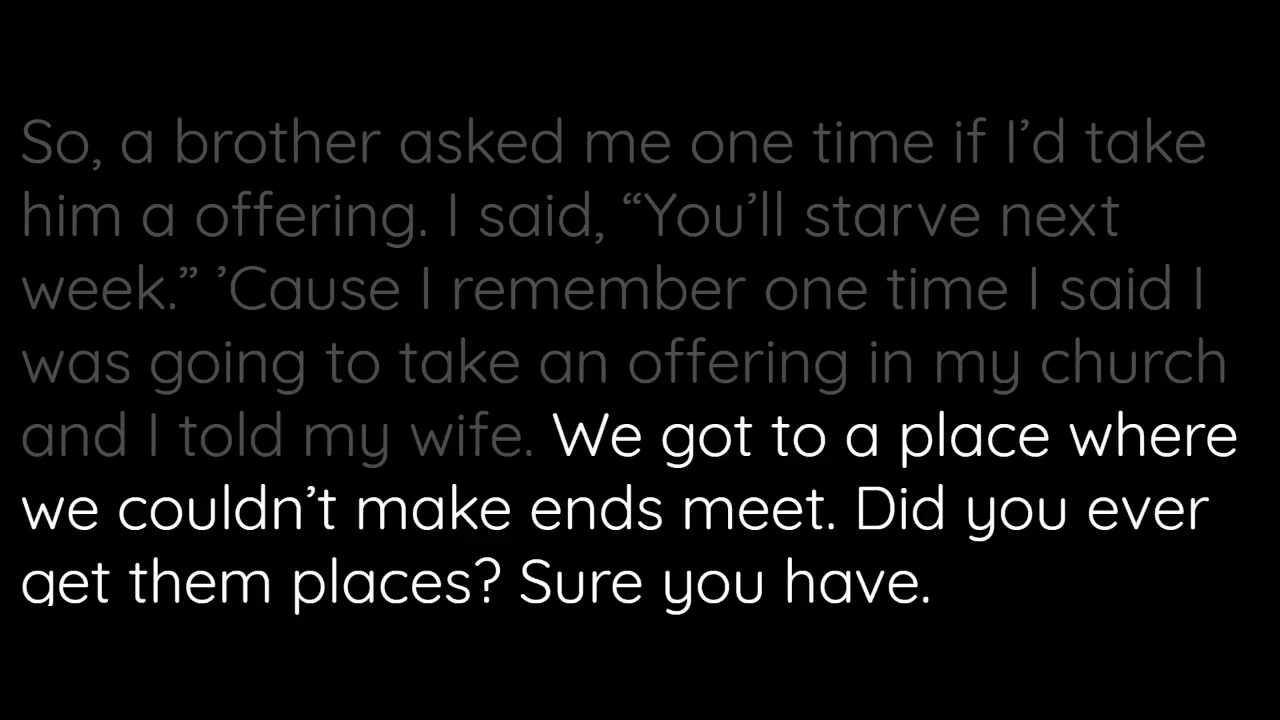 So, a brother asked me one time if I’d take
him a offering. I said, “You’ll starve next
week.” ’Cause I remember one time I said I
was going to take an offering in my church
and I told my wife. We got to a place where
we couldn’t make ends meet. Did you ever
get them places? Sure you have.